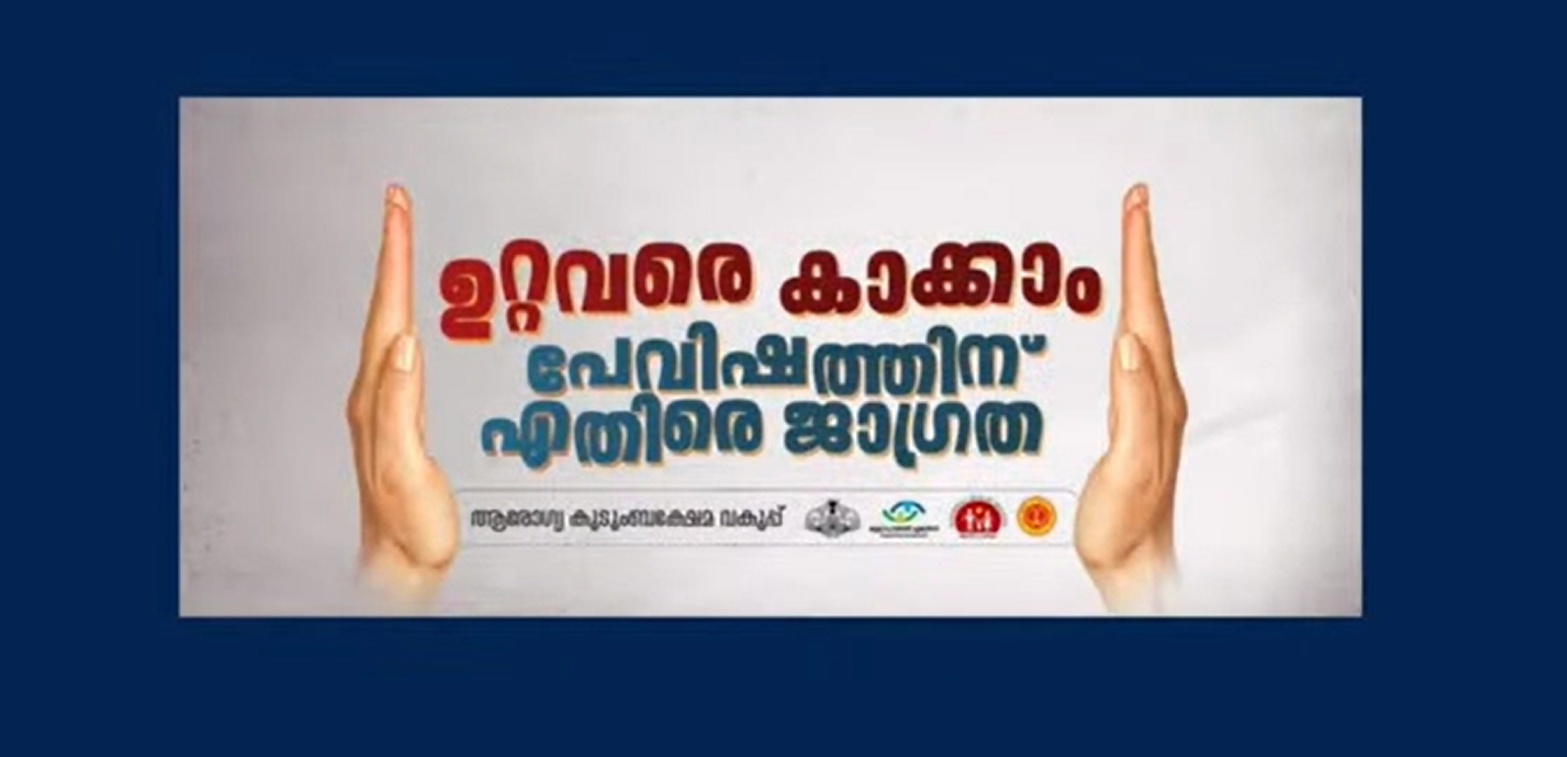 ഉറ്റവരെ കാക്കാം
പേവിഷത്തിന്
എതിരെ ജാഗ്രത
ആരോഗ്യ കുടുംബക്ഷേമ വകുപ്പ്